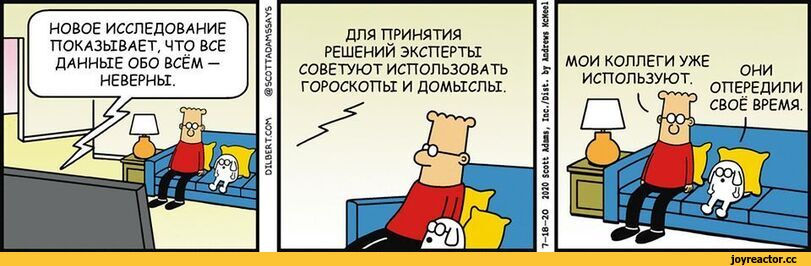 НОВОЕ ИССЛЕДОВАНИЕ
ПОКАЗЫВАЕТ, ЧТО ВСЕ
ДАННЫЕ ОБО ВСЁМ —
НЕВЕРНЫ.
DILBERT.COM @SCOTTADAMSSAYS
ДЛЯ ПРИНЯТИЯ
РЕШЕНИЙ ЭКСПЕРТЫ
СОВЕТУЮТ ИСПОЛЬЗОВАТЬ
ГОРОСКОПЫ И ДОМЫСЛЫ.
7-18-20 2020 Scott Adams, Inc./Dist. by Andrews McMeel
МОИ КОЛЛЕГИ УЖЕ
ИСПОЛЬЗУЮТ.
ОНИ
ОПЕРЕДИЛИ
СВОЁ ВРЕМЯ.
joyreactor.cc